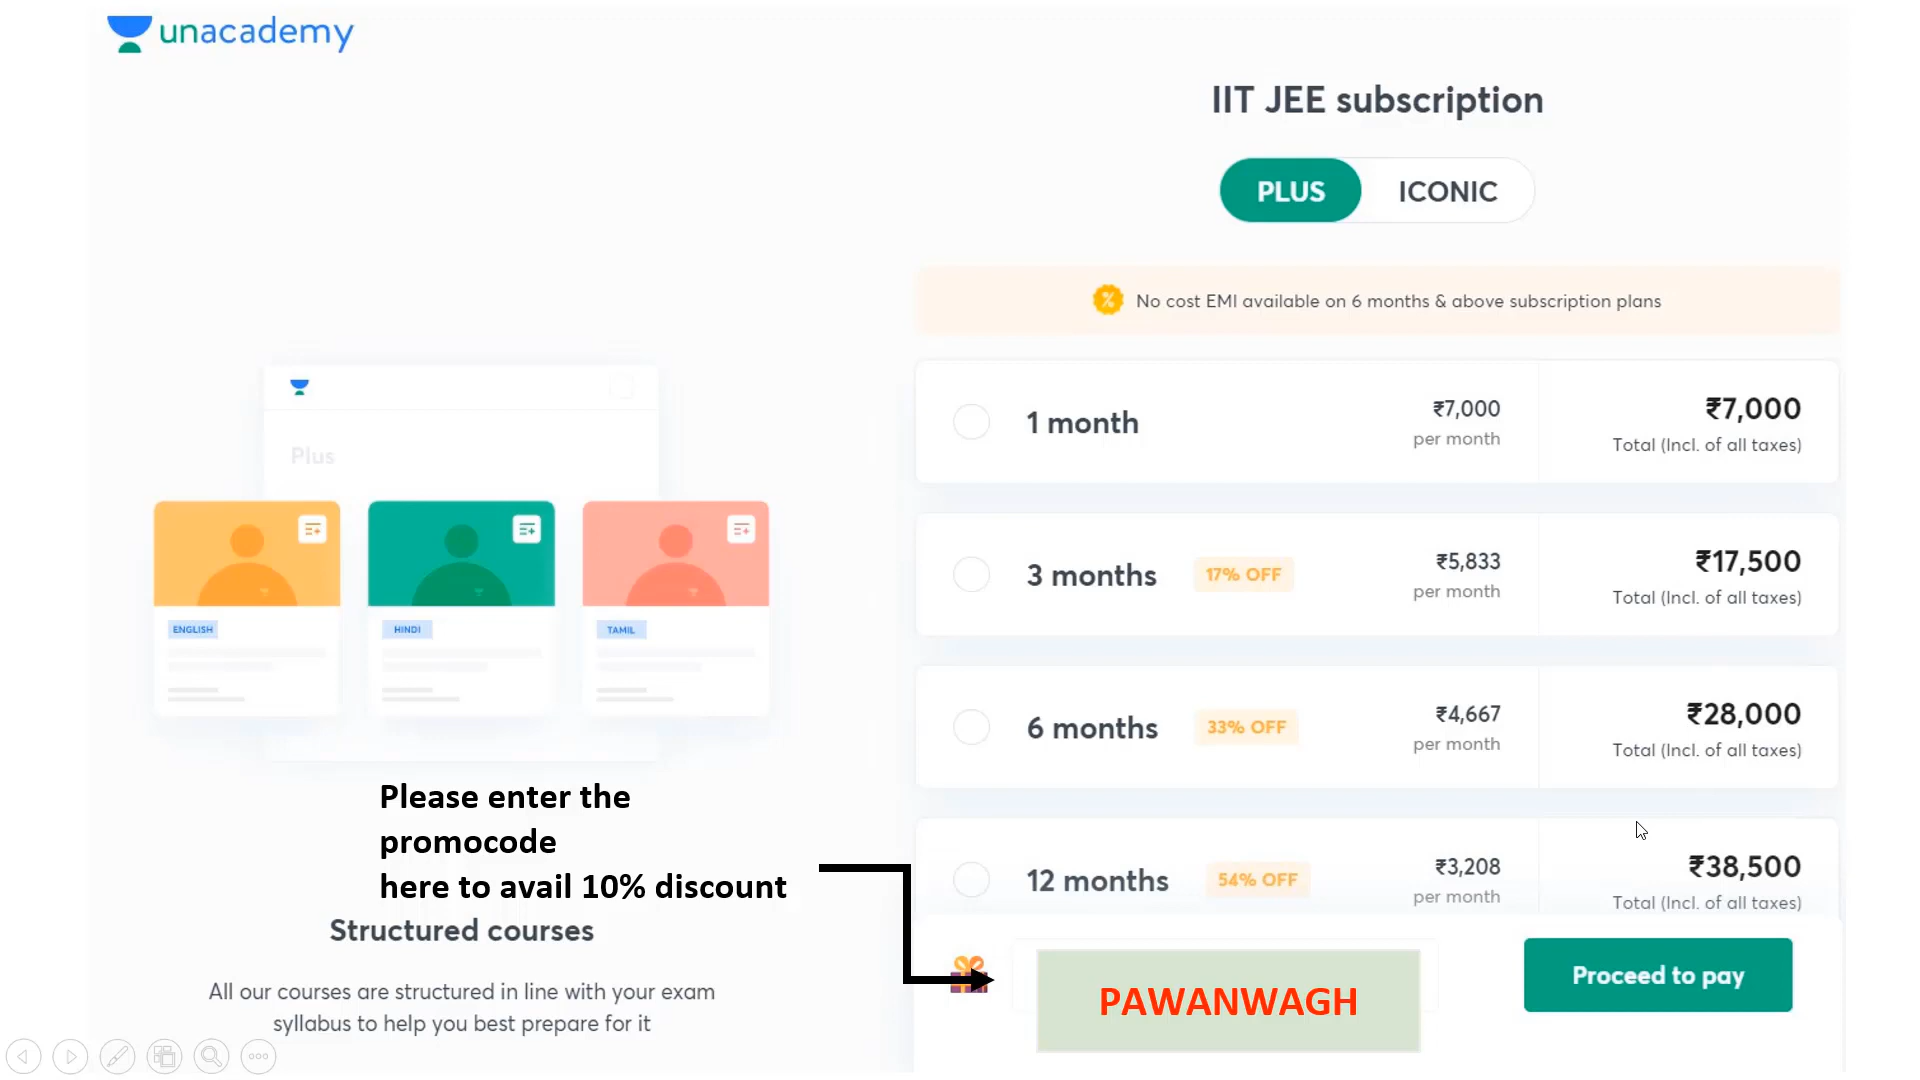 unacademy
IIT JEE subscription
PLUS
ICONIC
No cost EMI available on 6 months & above subscription plans
1 month
₹7,000
per month
₹7,000
Total (Incl. of all taxes)
3 months
17% OFF
₹5,833
per month
₹17,500
Total (Incl. of all taxes)
6 months
33% OFF
₹4,667
per month
₹28,000
Total (Incl. of all taxes)
12 months
54% OFF
₹3,208
per month
₹38,500
Total (Incl. of all taxes)
PAWANWAGH
Proceed to pay
Plus
ENGLISH
HINDI
TAMIL
Please enter the
promocode
here to avail 10% discount
Structured courses
All our courses are structured in line with your exam
syllabus to help you best prepare for it